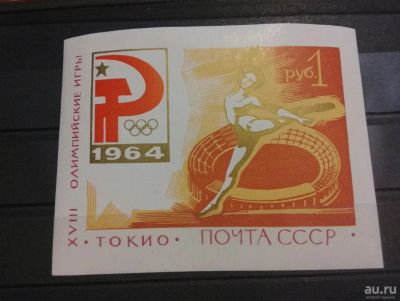 руб. 1
1964
XVIII ОЛИМПИЙСКИЕ ИГРЫ
• ТОКИО • ПОЧТА СССР •
au.ru